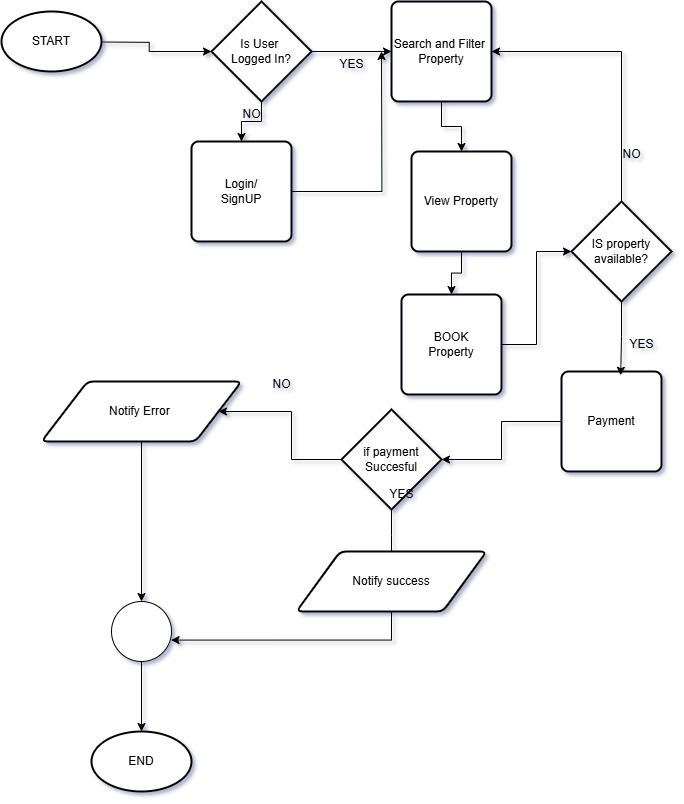 START
Is User
Logged In?
YES
Search and Filter
Property
NO
Login/
SignUP
View Property
NO
IS property
available?
BOOK
Property
YES
Payment
NO
Notify Error
if payment
Succesful
YES
Notify success
END